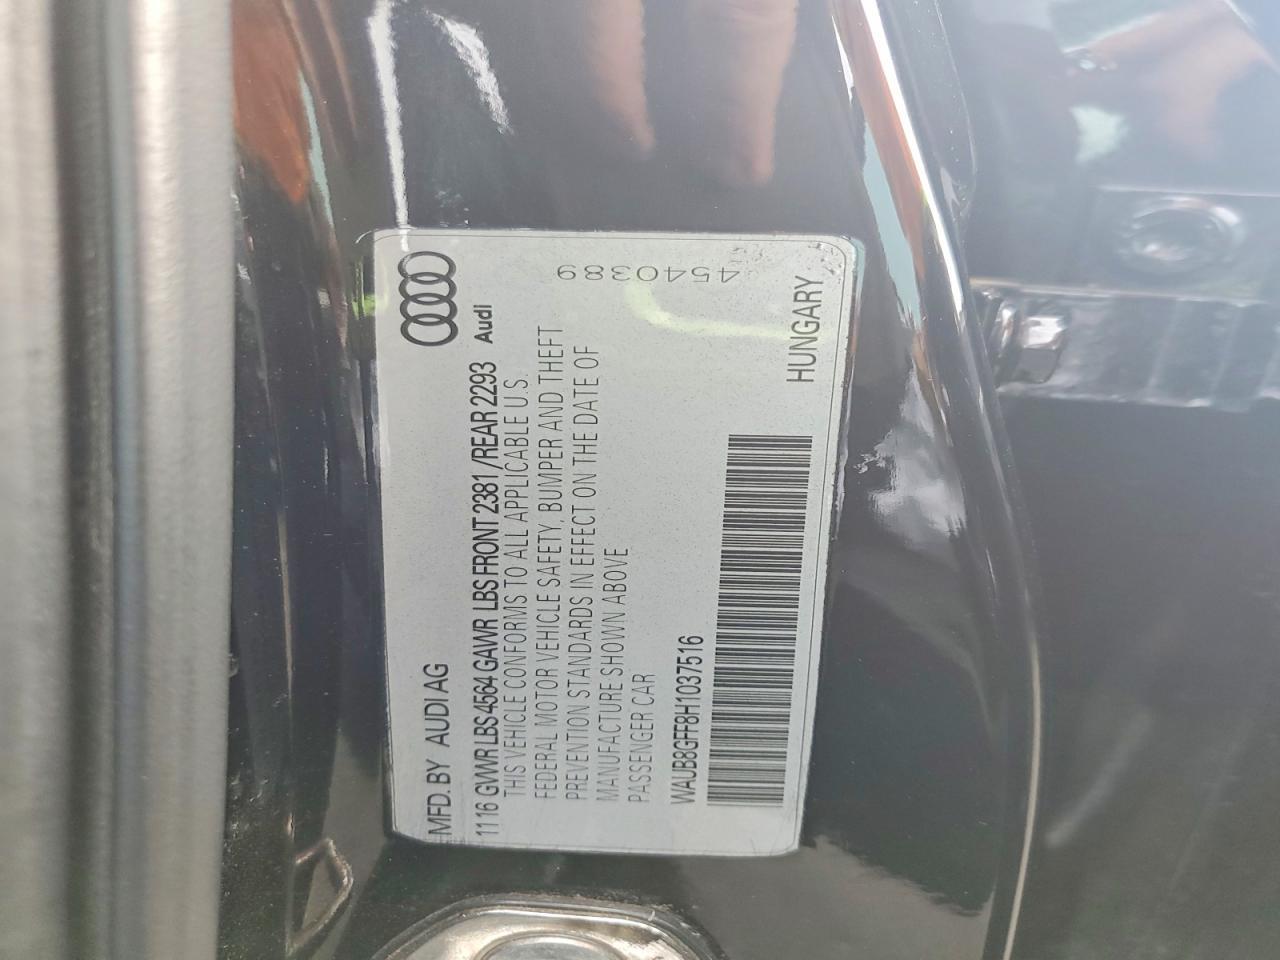 Audi
MFD. BY AUDI AG
11 16 GVWR LBS 4564 GAWR LBS FRONT 2381 /REAR 2293
THIS VEHICLE CONFORMS TO ALL APPLICABLE U.S.
FEDERAL MOTOR VEHICLE SAFETY, BUMPER AND THEFT
PREVENTION STANDARDS IN EFFECT ON THE DATE OF
MANUFACTURE SHOWN ABOVE
PASSENGER CAR
WAUB8GFF8H1037516
HUNGARY
4540389